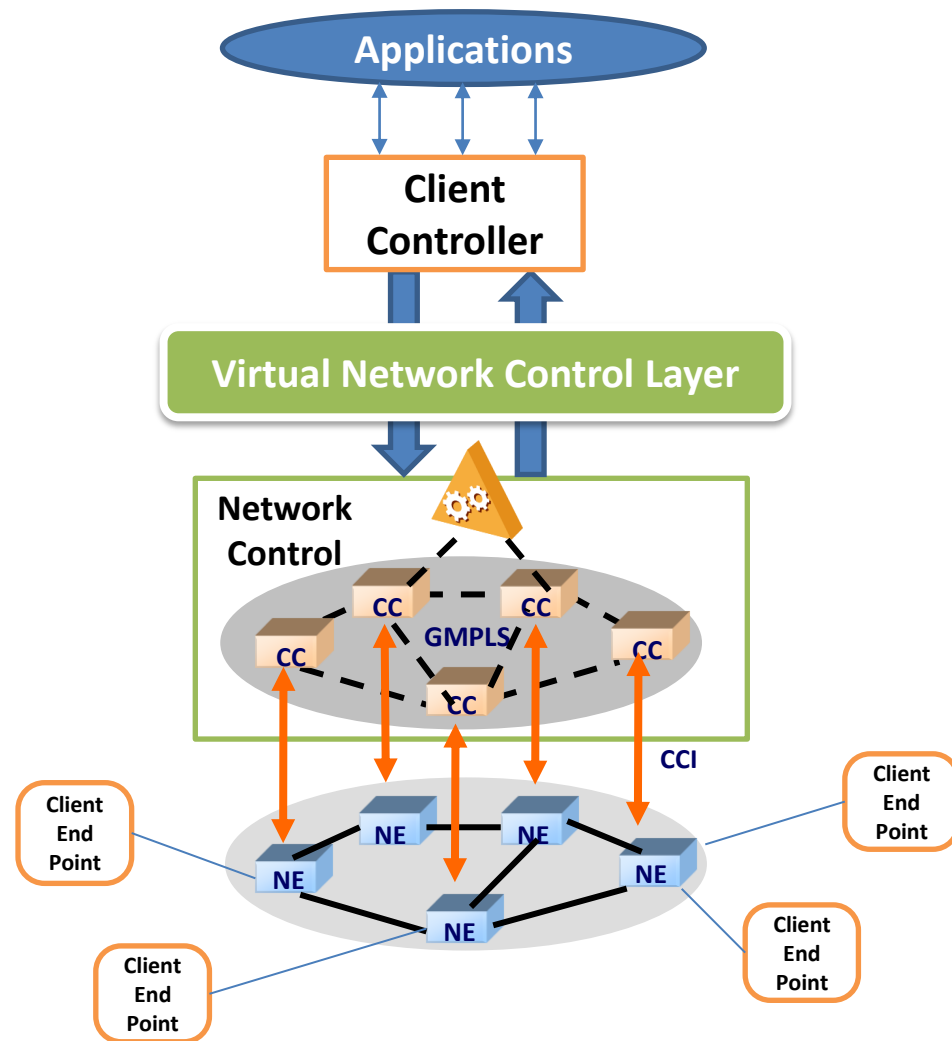 Applications
Client
Controller
Virtual Network Control Layer
Network
Control
CC
CC
GMPLS
CC
CC
CC
CCI
Client
End
Point
Client
End
Point
NE
NE
NE
NE
NE
Client
End
Point
Client
End
Point